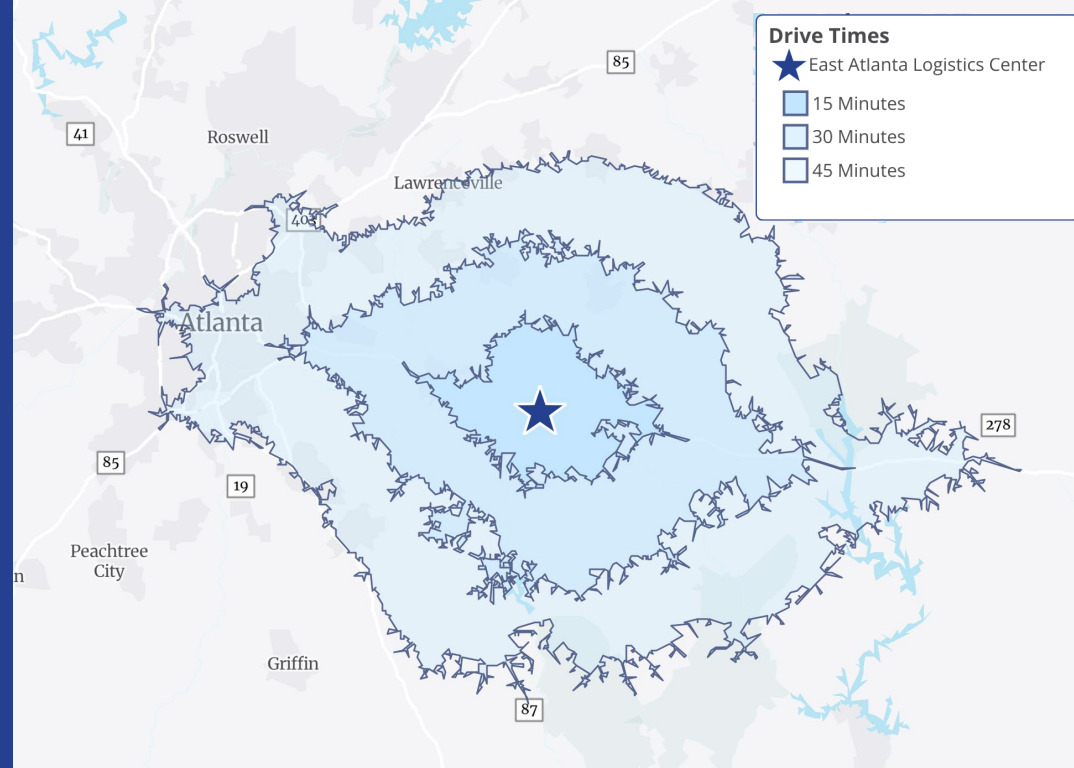 Drive Times
East Atlanta Logistics Center
15 Minutes
30 Minutes
45 Minutes
85
41
Roswell
Lawrenceville
403
Atlanta
278
85
19
Peachtree
City
n
Griffin
87